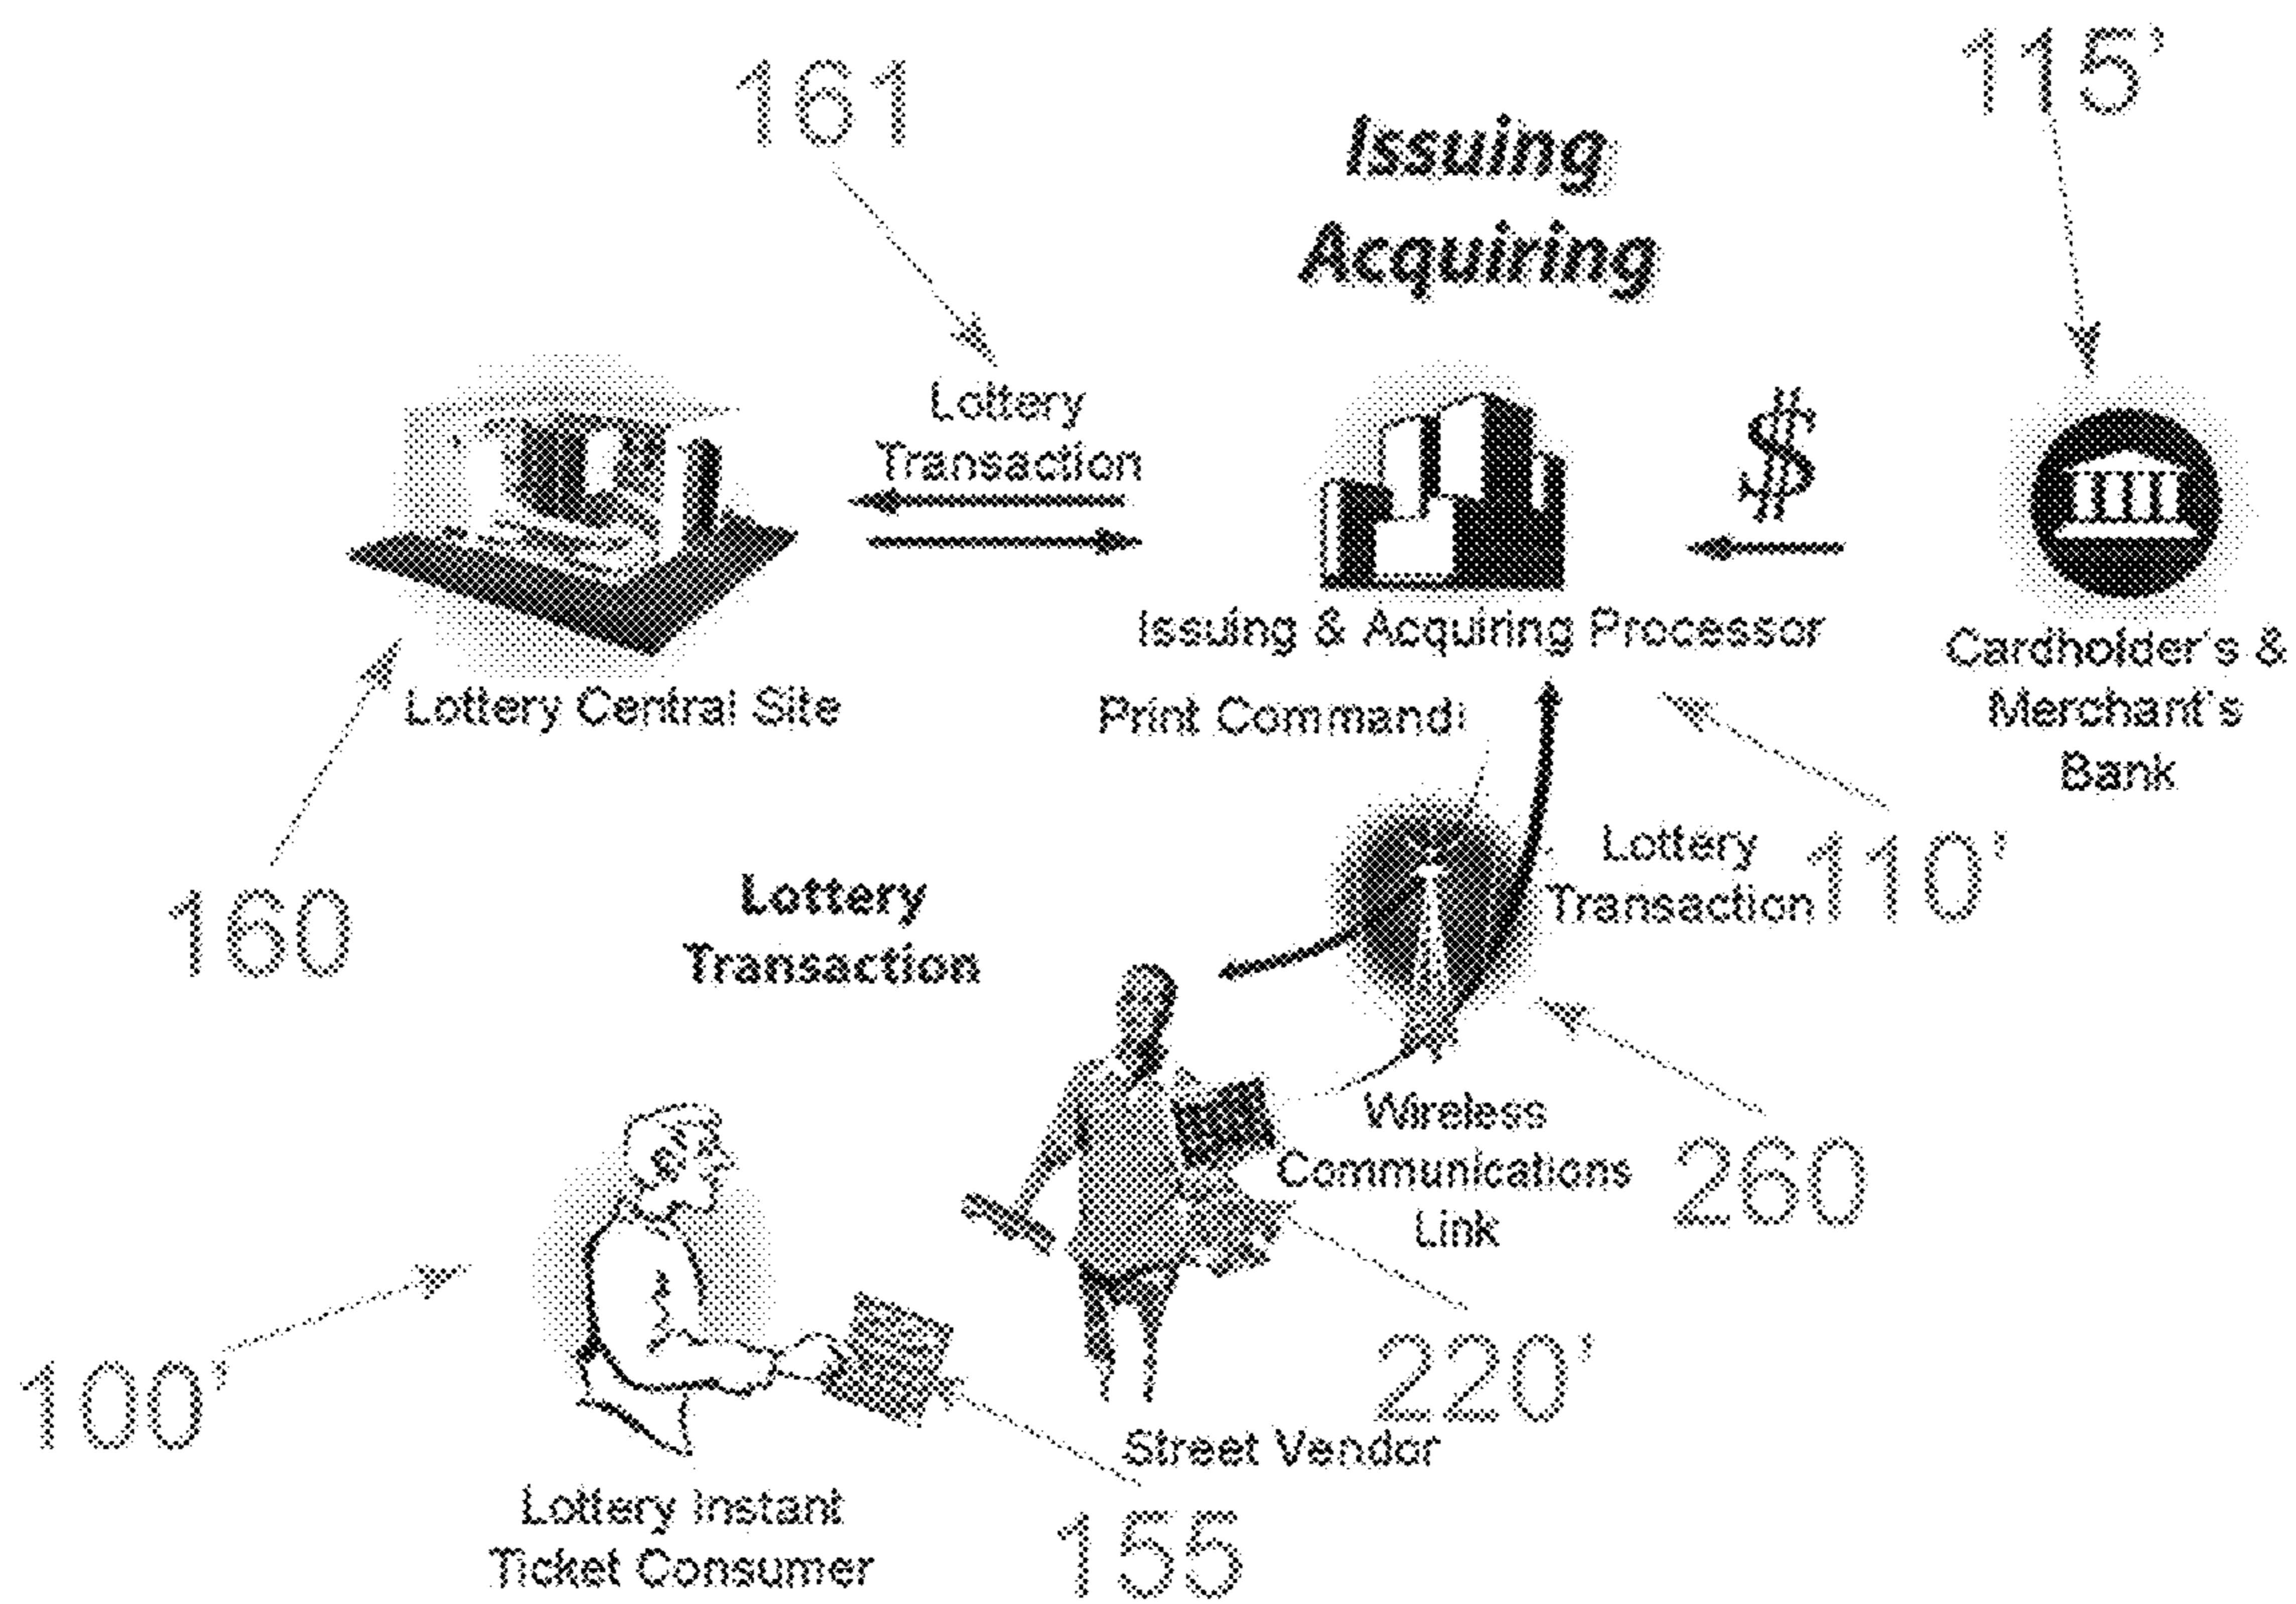 161
115’
Issuing
Acquiring
Lottery
Transaction
$
Issuing & Acquiring Processor
Cardholder's &
Merchant's
Bank
Lottery Central Site
Print Command
110’
Lottery
Transaction
160
Lottery
Transaction
260
Wireless
Communications
Link
100’
220’
Street Vendor
Lottery Instant
Ticket Consumer
155